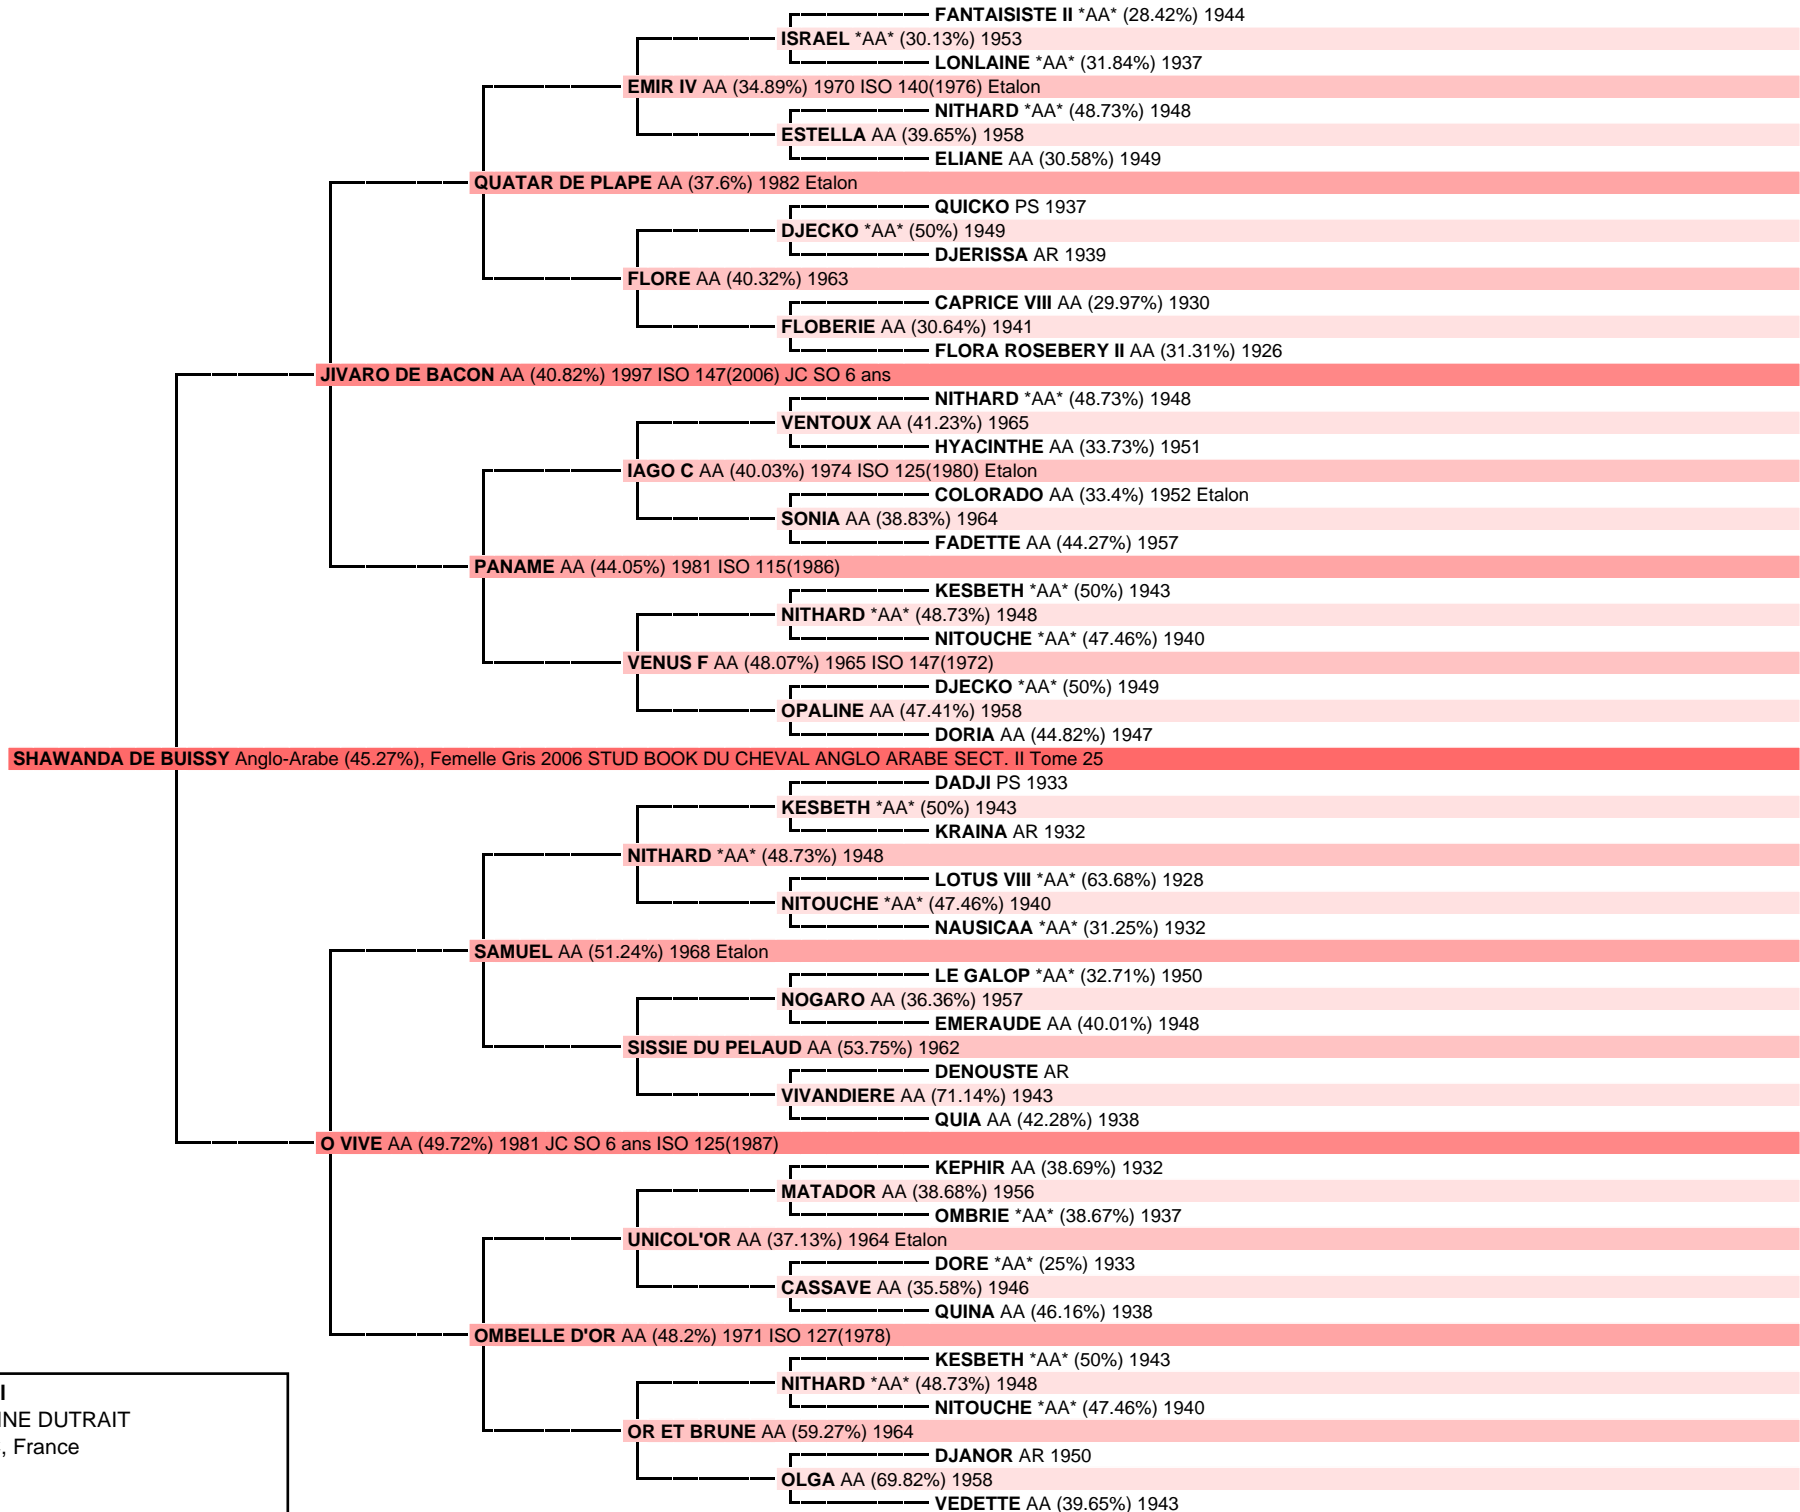 FANTAISISTE II *AA* (28.42%) 1944
ISRAEL *AA* (30.13%) 1953
LONLAINE *AA* (31.84%) 1937
EMIR IV AA (34.89%) 1970 ISO 140(1976) Etalon
NITHARD *AA* (48.73%) 1948
ESTELLA AA (39.65%) 1958
ELIANE AA (30.58%) 1949
QUATAR DE PLAPE AA (37.6%) 1982 Etalon
QUICKO PS 1937
DJECKO *AA* (50%) 1949
DJERISSA AR 1939
FLORE AA (40.32%) 1963
CAPRICE VIII AA (29.97%) 1930
FLOBERIE AA (30.64%) 1941
FLORA ROSEBERY II AA (31.31%) 1926
JIVARO DE BACON AA (40.82%) 1997 ISO 147(2006) JC SO 6 ans
NITHARD *AA* (48.73%) 1948
VENTOUX AA (41.23%) 1965
HYACINTHE AA (33.73%) 1951
IAGO C AA (40.03%) 1974 ISO 125(1980) Etalon
COLORADO AA (33.4%) 1952 Etalon
SONIA AA (38.83%) 1964
FADETTE AA (44.27%) 1957
PANAME AA (44.05%) 1981 ISO 115(1986)
KESBETH *AA* (50%) 1943
NITHARD *AA* (48.73%) 1948
NITOUCHE *AA* (47.46%) 1940
VENUS F AA (48.07%) 1965 ISO 147(1972)
DJECKO *AA* (50%) 1949
OPALINE AA (47.41%) 1958
DORIA AA (44.82%) 1947
SHAWANDA DE BUISSY Anglo-Arabe (45.27%), Femelle Gris 2006 STUD BOOK DU CHEVAL ANGLO ARABE SECT. II Tome 25
DADJI PS 1933
KESBETH *AA* (50%) 1943
KRAINA AR 1932
NITHARD *AA* (48.73%) 1948
LOTUS VIII *AA* (63.68%) 1928
NITOUCHE *AA* (47.46%) 1940
NAUSICAA *AA* (31.25%) 1932
SAMUEL AA (51.24%) 1968 Etalon
LE GALOP *AA* (32.71%) 1950
NOGARO AA (36.36%) 1957
EMERAUDE AA (40.01%) 1948
SISSIE DU PELAUD AA (53.75%) 1962
DENOUSTE AR
VIVANDIERE AA (71.14%) 1943
QUIA AA (42.28%) 1938
O VIVE AA (49.72%) 1981 JC SO 6 ans ISO 125(1987)
KEPHIR AA (38.69%) 1932
MATADOR AA (38.68%) 1956
OMBRIE *AA* (38.67%) 1937
UNICOL'OR AA (37.13%) 1964 Etalon
DORE *AA* (25%) 1933
CASSAVE AA (35.58%) 1946
QUINA AA (46.16%) 1938
OMBELLE D'OR AA (48.2%) 1971 ISO 127(1978)
KESBETH *AA* (50%) 1943
NITHARD *AA* (48.73%) 1948
NITOUCHE *AA* (47.46%) 1940
OR ET BRUNE AA (59.27%) 1964
DJANOR AR 1950
OLGA AA (69.82%) 1958
VEDETTE AA (39.65%) 1943
DUTRAIT
, France